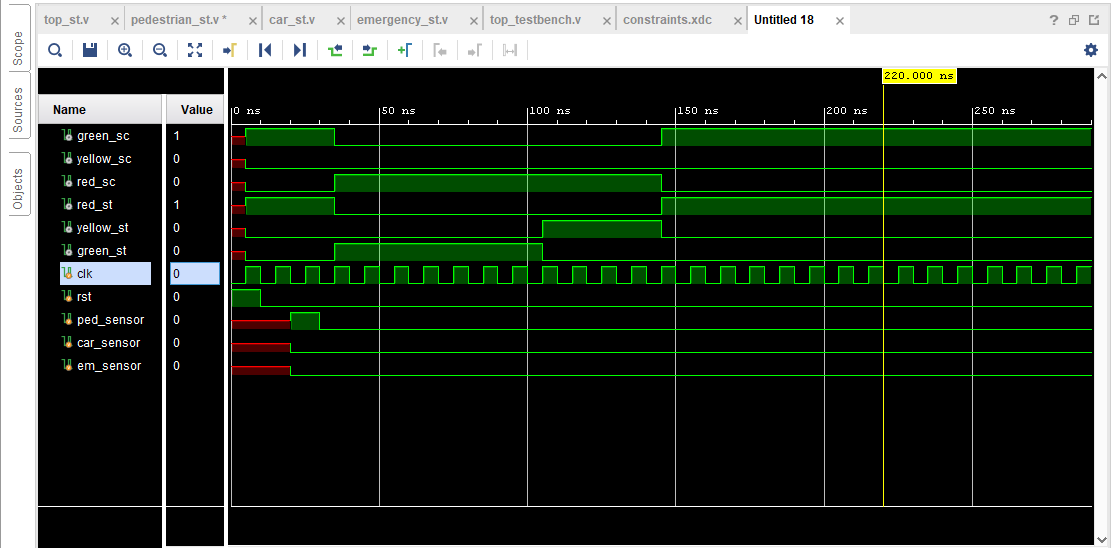 top_st.v
pedestrian_st.v *
car_st.v
emergency_st.v
top_testbench.v
constraints.xdc
Untitled 18
Scope
Sources
Objects
220.000 ns
Name Value
0 ns 50 ns 100 ns 150 ns 200 ns 250 ns
green_sc 1
yellow_sc 0
red_sc 0
red_st 1
yellow_st 0
green_st 0
clk 0
rst 0
ped_sensor 0
car_sensor 0
em_sensor 0